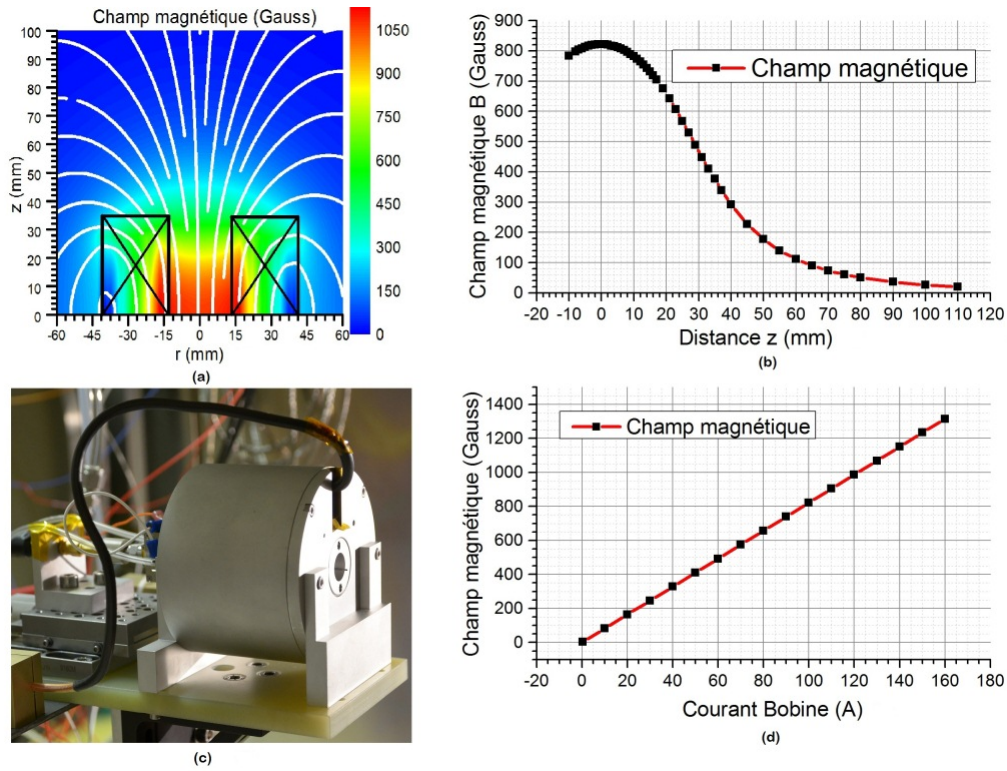 Champ magnétique (Gauss)
100
90
80
70
60
50
40
30
20
10
0
z (mm)
-60 -45 -30 -15 0 15 30 45 60
r (mm)
1050
900
750
600
450
300
150
0
(a)
900
800
700
600
500
400
300
200
100
0
Champ magnétique B (Gauss)
Champ magnétique
-20 -10 0 10 20 30 40 50 60 70 80 90 100 110 120
Distance z (mm)
(b)
(c)
1400
1200
1000
800
600
400
200
0
Champ magnétique (Gauss)
Champ magnétique
-20 0 20 40 60 80 100 120 140 160 180
Courant Bobine (A)
(d)